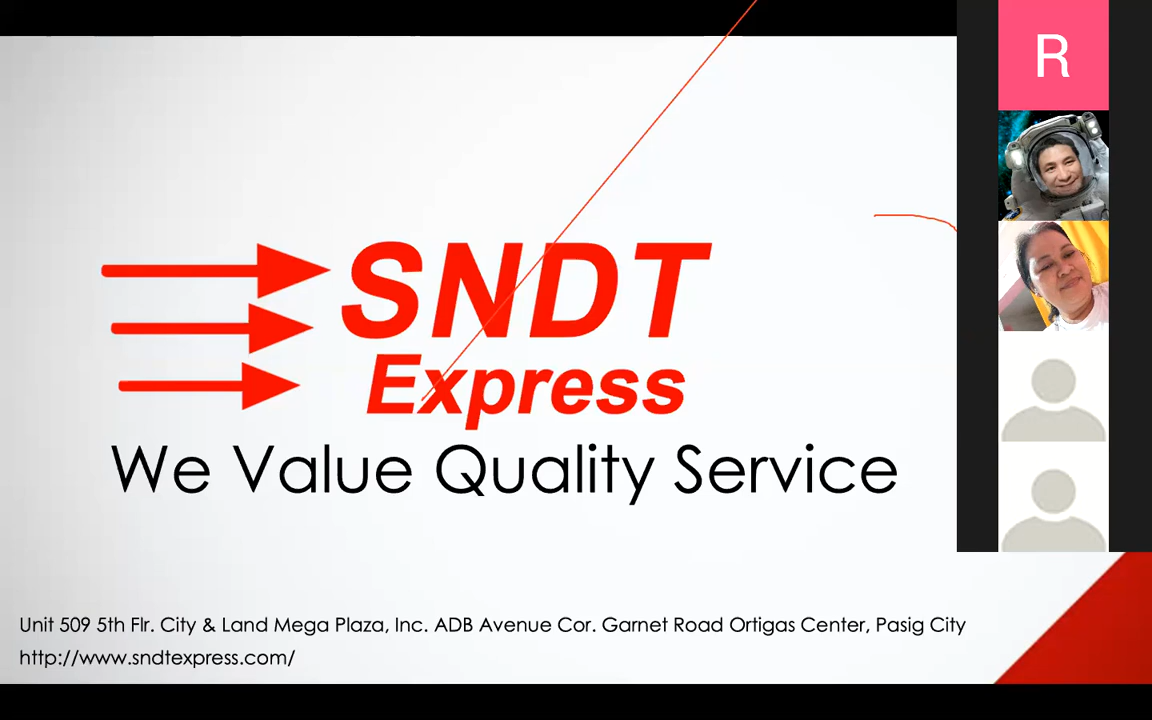 SNDT
Express
We Value Quality Service
Unit 509 5th Flr. City & Land Mega Plaza, Inc. ADB Avenue Cor. Garnet Road Ortigas Center, Pasig City
http://www.sndtexpress.com/
R